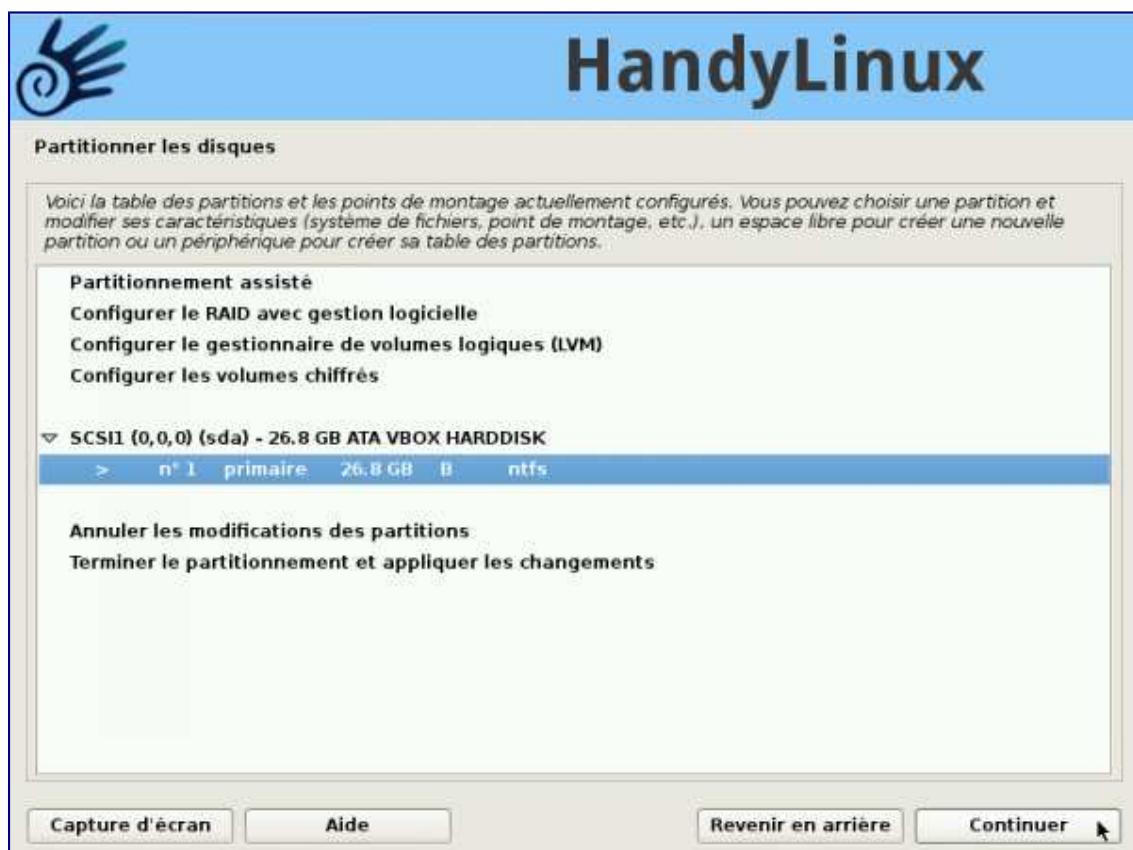 HandyLinux
Partitionner les disques
Voici la table des partitions et les points de montage actuellement configurés. Vous pouvez choisir une partition et
modifier ses caractéristiques (système de fichiers, point de montage, etc.), un espace libre pour créer une nouvelle
partition ou un périphérique pour créer sa table des partitions.
Partitionnement assisté
Configurer le RAID avec gestion logicielle
Configurer le gestionnaire de volumes logiques (LVM)
Configurer les volumes chiffrés
SCSI1 (0,0,0) (sda) - 26.8 GB ATA VBOX HARDDISK
> n° 1 primaire 26.8 GB B ntfs
Annuler les modifications des partitions
Terminer le partitionnement et appliquer les changements
Capture d'écran Aide Revenir en arrière Continuer